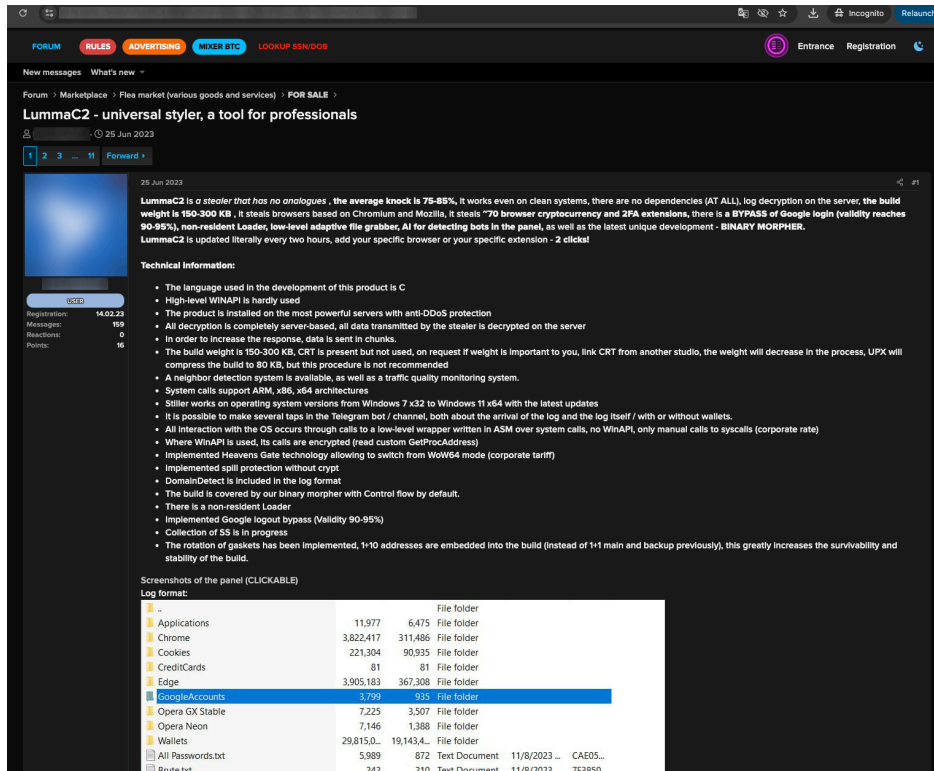 Incognito
Relaunch
FORUM RULES ADVERTISING MIXER BTC LOOKUP SSN/DOB
Entrance Registration
New messages What's new
Forum > Marketplace > Flea market (various goods and services) > FOR SALE >
LummaC2 - universal styler, a tool for professionals
25 Jun 2023
1 2 3 ... 11 Forward
25 Jun 2023 #1
LummaC2 is a stealer that has no analogues , the average knock is 75-85%, it works even on clean systems, there are no dependencies (AT ALL), log decryption on the server, the build
weight is 150-300 KB , it steals browsers based on Chromium and Mozilla, it steals ~70 browser cryptocurrency and 2FA extensions, there is a BYPASS of Google login (validity reaches
90-95%), non-resident Loader, low-level adaptive file grabber, AI for detecting bots in the panel, as well as the latest unique development - BINARY MORPHER.
LummaC2 is updated literally every two hours, add your specific browser or your specific extension - 2 clicks!
USER
Registration: 14.02.23
Messages: 159
Reactions: 0
Points: 16
Technical information:
• The language used in the development of this product is C
• High-level WINAPI is hardly used
• The product is installed on the most powerful servers with anti-DDoS protection
• All decryption is completely server-based, all data transmitted by the stealer is decrypted on the server
• In order to increase the response, data is sent in chunks.
• The build weight is 150-300 KB, CRT is present but not used, on request if weight is important to you, link CRT from another studio, the weight will decrease in the process, UPX will
compress the build to 80 KB, but this procedure is not recommended
• A neighbor detection system is available, as well as a traffic quality monitoring system.
• System calls support ARM, x86, x64 architectures
• Stiller works on operating system versions from Windows 7 x32 to Windows 11 x64 with the latest updates
• It is possible to make several taps in the Telegram bot / channel, both about the arrival of the log and the log itself / with or without wallets.
• All interaction with the OS occurs through calls to a low-level wrapper written in ASM over system calls, no WinAPI, only manual calls to syscalls (corporate rate)
• Where WinAPI is used, its calls are encrypted (read custom GetProcAddress)
• Implemented Heavens Gate technology allowing to switch from WoW64 mode (corporate tariff)
• Implemented spill protection without crypt
• DomainDetect is included in the log format
• The build is covered by our binary morpher with Control flow by default.
• There is a non-resident Loader
• Implemented Google logout bypass (Validity 90-95%)
• Collection of SS is in progress
• The rotation of gaskets has been implemented, 1+10 addresses are embedded into the build (instead of 1+1 main and backup previously), this greatly increases the survivability and
stability of the build.
Screenshots of the panel (CLICKABLE)
Log format:
.. File folder
Applications 11,977 6,475 File folder
Chrome 3,822,417 311,486 File folder
Cookies 221,304 90,935 File folder
CreditCards 81 81 File folder
Edge 3,905,183 367,308 File folder
GoogleAccounts 3,799 935 File folder
Opera GX Stable 7,225 3,507 File folder
Opera Neon 7,146 1,388 File folder
Wallets 29,815,0... 19,143,4... File folder
All Passwords.txt 5,989 872 Text Document 11/8/2023 ... CAE05...
Brute.txt 242 210 Text Document 11/8/2023